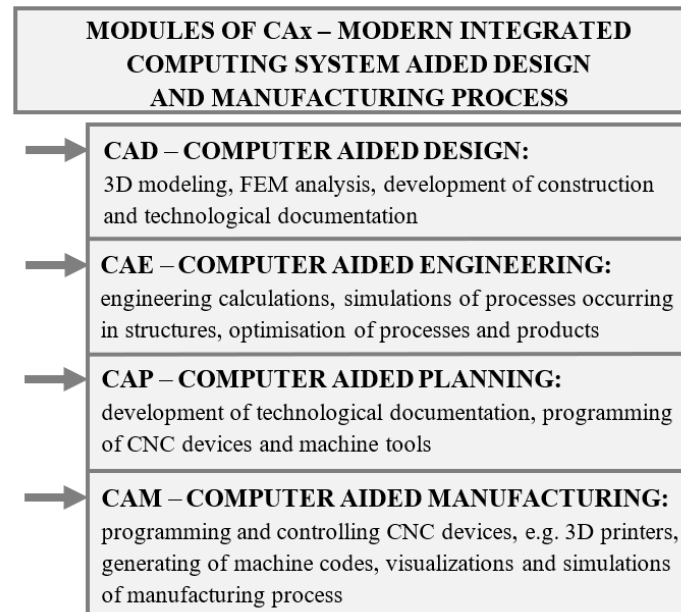 MODULES OF CAx – MODERN INTEGRATED
COMPUTING SYSTEM AIDED DESIGN
AND MANUFACTURING PROCESS
CAD – COMPUTER AIDED DESIGN:
3D modeling, FEM analysis, development of construction
and technological documentation
CAE – COMPUTER AIDED ENGINEERING:
engineering calculations, simulations of processes occurring
in structures, optimisation of processes and products
CAP – COMPUTER AIDED PLANNING:
development of technological documentation, programming
of CNC devices and machine tools
CAM – COMPUTER AIDED MANUFACTURING:
programming and controlling CNC devices, e.g. 3D printers,
generating of machine codes, visualizations and simulations
of manufacturing process